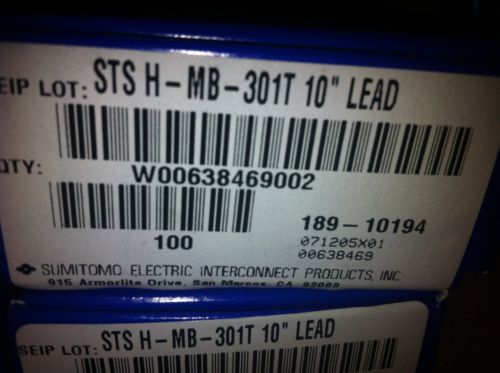 STS H-MB-301T 10" LEAD
SEIP LOT:
W00638469002
QTY:
100
189-10194
071205X01
00638469
SUMITOMO ELECTRIC INTERCONNECT PRODUCTS, INC
915 Armorlite Drive, San Marcos, CA 92069
STS H-MB-301T 10" LEAD
SEIP LOT: